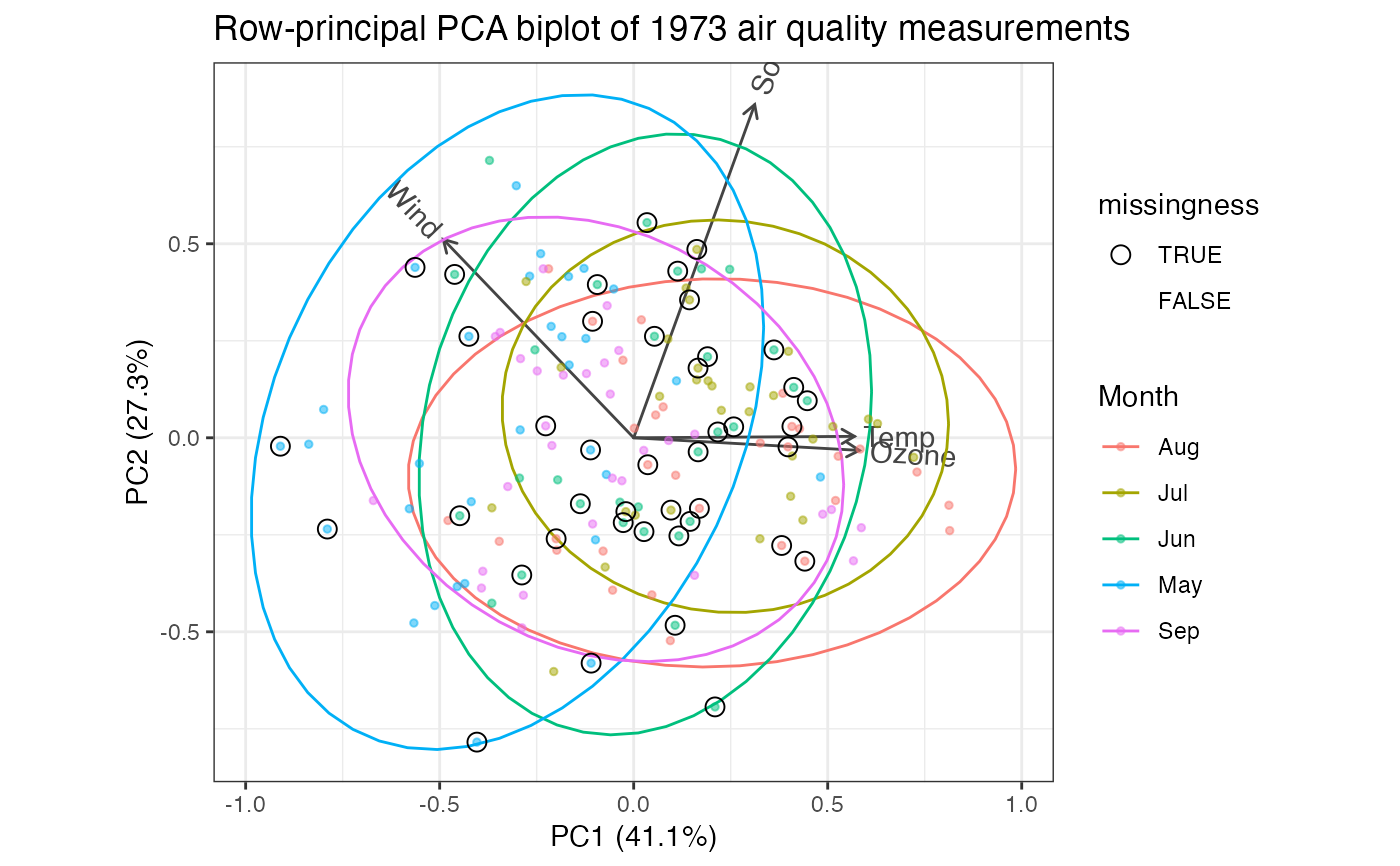 Row-principal PCA biplot of 1973 air quality measurements
So
Wind
Temp
Ozone
PC2 (27.3%)
0.5
0.0
-0.5
-1.0
-0.5
0.0
0.5
1.0
PC1 (41.1%)
missingness
TRUE
FALSE
Month
Aug
Jul
Jun
May
Sep